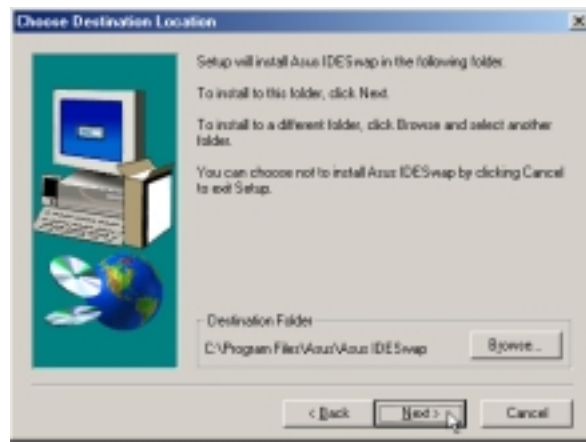 Choose Destination Location
Setup will install Asus IDESwap in the following folder.
To install to this folder, click Next.
To install to a different folder, click Browse and select another
folder.
You can choose not to install Asus IDESwap by clicking Cancel
to exit Setup.
Destination Folder
C:\Program Files\Asus\Asus IDESwap
Browse...
< Back
Next >
Cancel